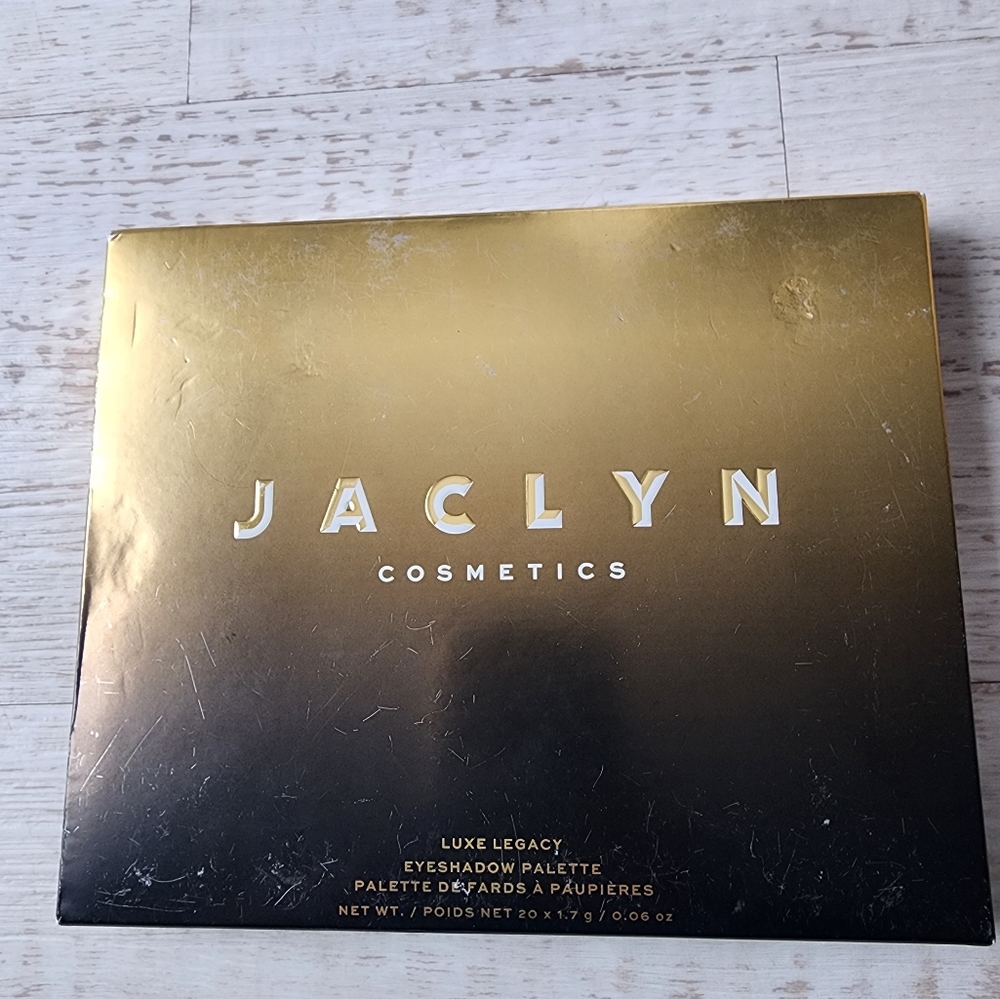 JACLYN
COSMETICS
LUXE LEGACY
EYESHADOW PALETTE
PALETTE DE FARDS À PAUPIÈRES
NET WT. / POIDS NET 20 x 1.7 g / 0.06 oz